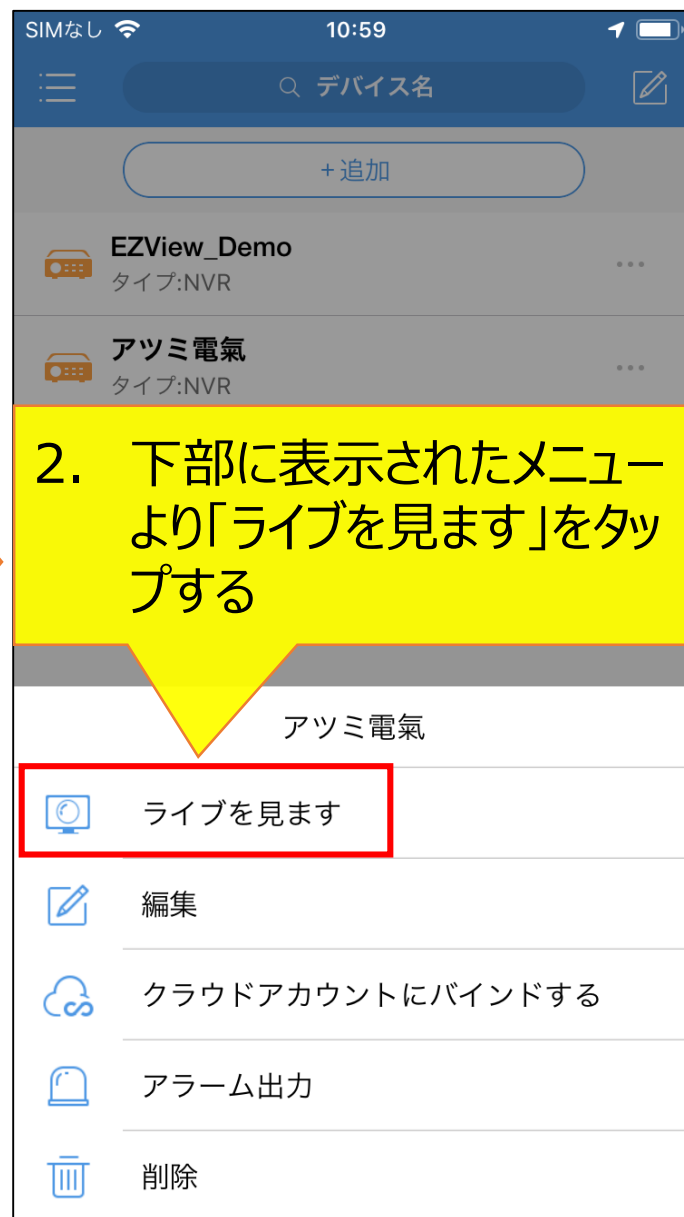 SIMなし 10:59
デバイス名
+追加
EZView_Demo
タイプ:NVR
アツミ電氣
タイプ:NVR
2. 下部に表示されたメニュー
より「ライブを見ます」をタッ
プする
アツミ電氣
ライブを見ます
編集
クラウドアカウントにバインドする
アラーム出力
削除